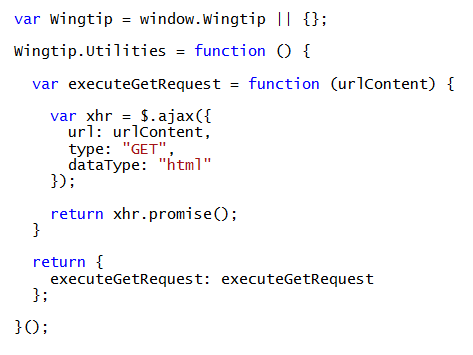 var Wingtip = window.Wingtip || {};
Wingtip.Utilities = function () {
var executeGetRequest = function (urlContent) {
var xhr = $.ajax({
url: urlContent,
type: "GET",
dataType: "html"
});
return xhr.promise();
}
return {
executeGetRequest: executeGetRequest
};
}();